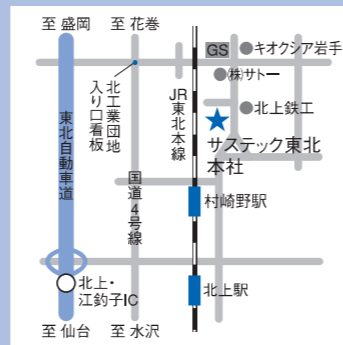 至 盛岡
至 花巻
GS
キオクシア岩手
㈱サトー
北工業団地
入り口看板
JR東北本線
北上鉄工
サステック東北
本社
東北自動車道
国道4号線
村崎野駅
北上・
江釣子IC
北上駅
至 仙台
至 水沢